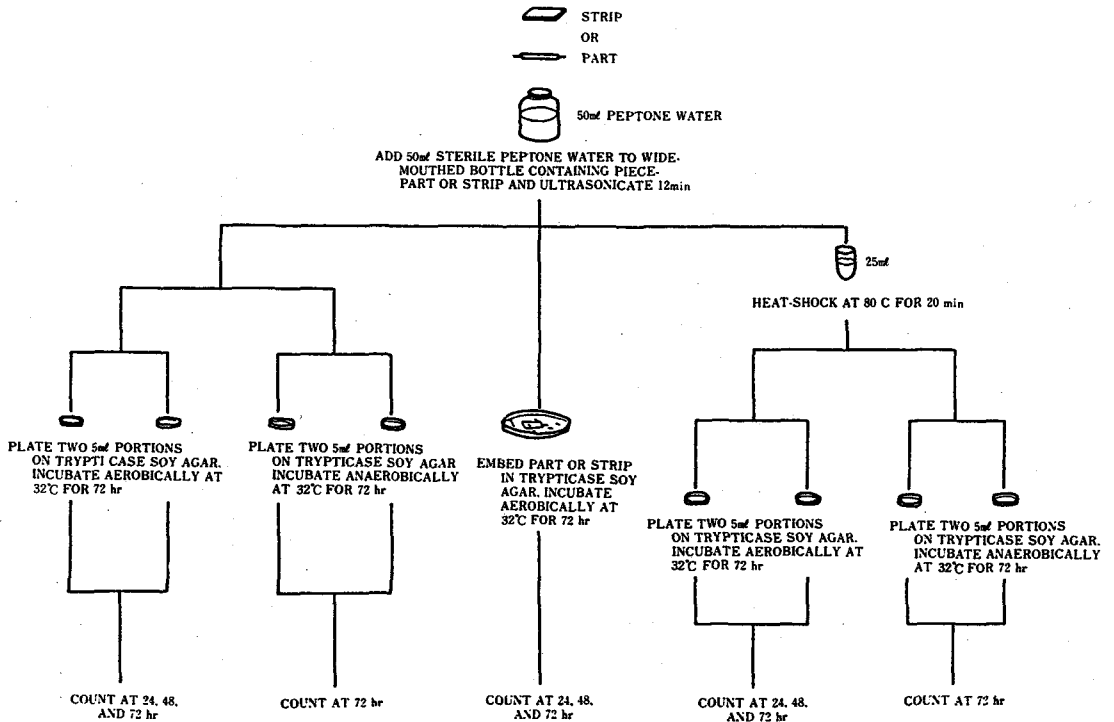 STRIP
OR
PART
50ml PEPTONE WATER
ADD 50ml STERILE PEPTONE WATER TO WIDE-
MOUTHED BOTTLE CONTAINING PIECE-
PART OR STRIP AND ULTRASONICATE 12min
25ml
HEAT-SHOCK AT 80 C FOR 20 min
PLATE TWO 5ml PORTIONS
ON TRYPTI CASE SOY AGAR.
INCUBATE AEROBICALLY AT
32℃ FOR 72 hr
PLATE TWO 5ml PORTIONS
ON TRYPTICASE SOY AGAR
INCUBATE ANAEROBICALLY
AT 32℃ FOR 72 hr
EMBED PART OR STRIP
IN TRYPTICASE SOY
AGAR. INCUBATE
AEROBICALLY AT
32℃ FOR 72 hr
PLATE TWO 5ml PORTIONS
ON TRYPTICASE SOY AGAR.
INCUBATE AEROBICALLY AT
32℃ FOR 72 hr
PLATE TWO 5ml PORTIONS
ON TRYPTICASE SOY AGAR.
INCUBATE ANAEROBICALLY
AT 32℃ FOR 72 hr
COUNT AT 24, 48,
AND 72 hr
COUNT AT 72 hr
COUNT AT 24, 48,
AND 72 hr
COUNT AT 24, 48,
AND 72 hr
COUNT AT 72 hr